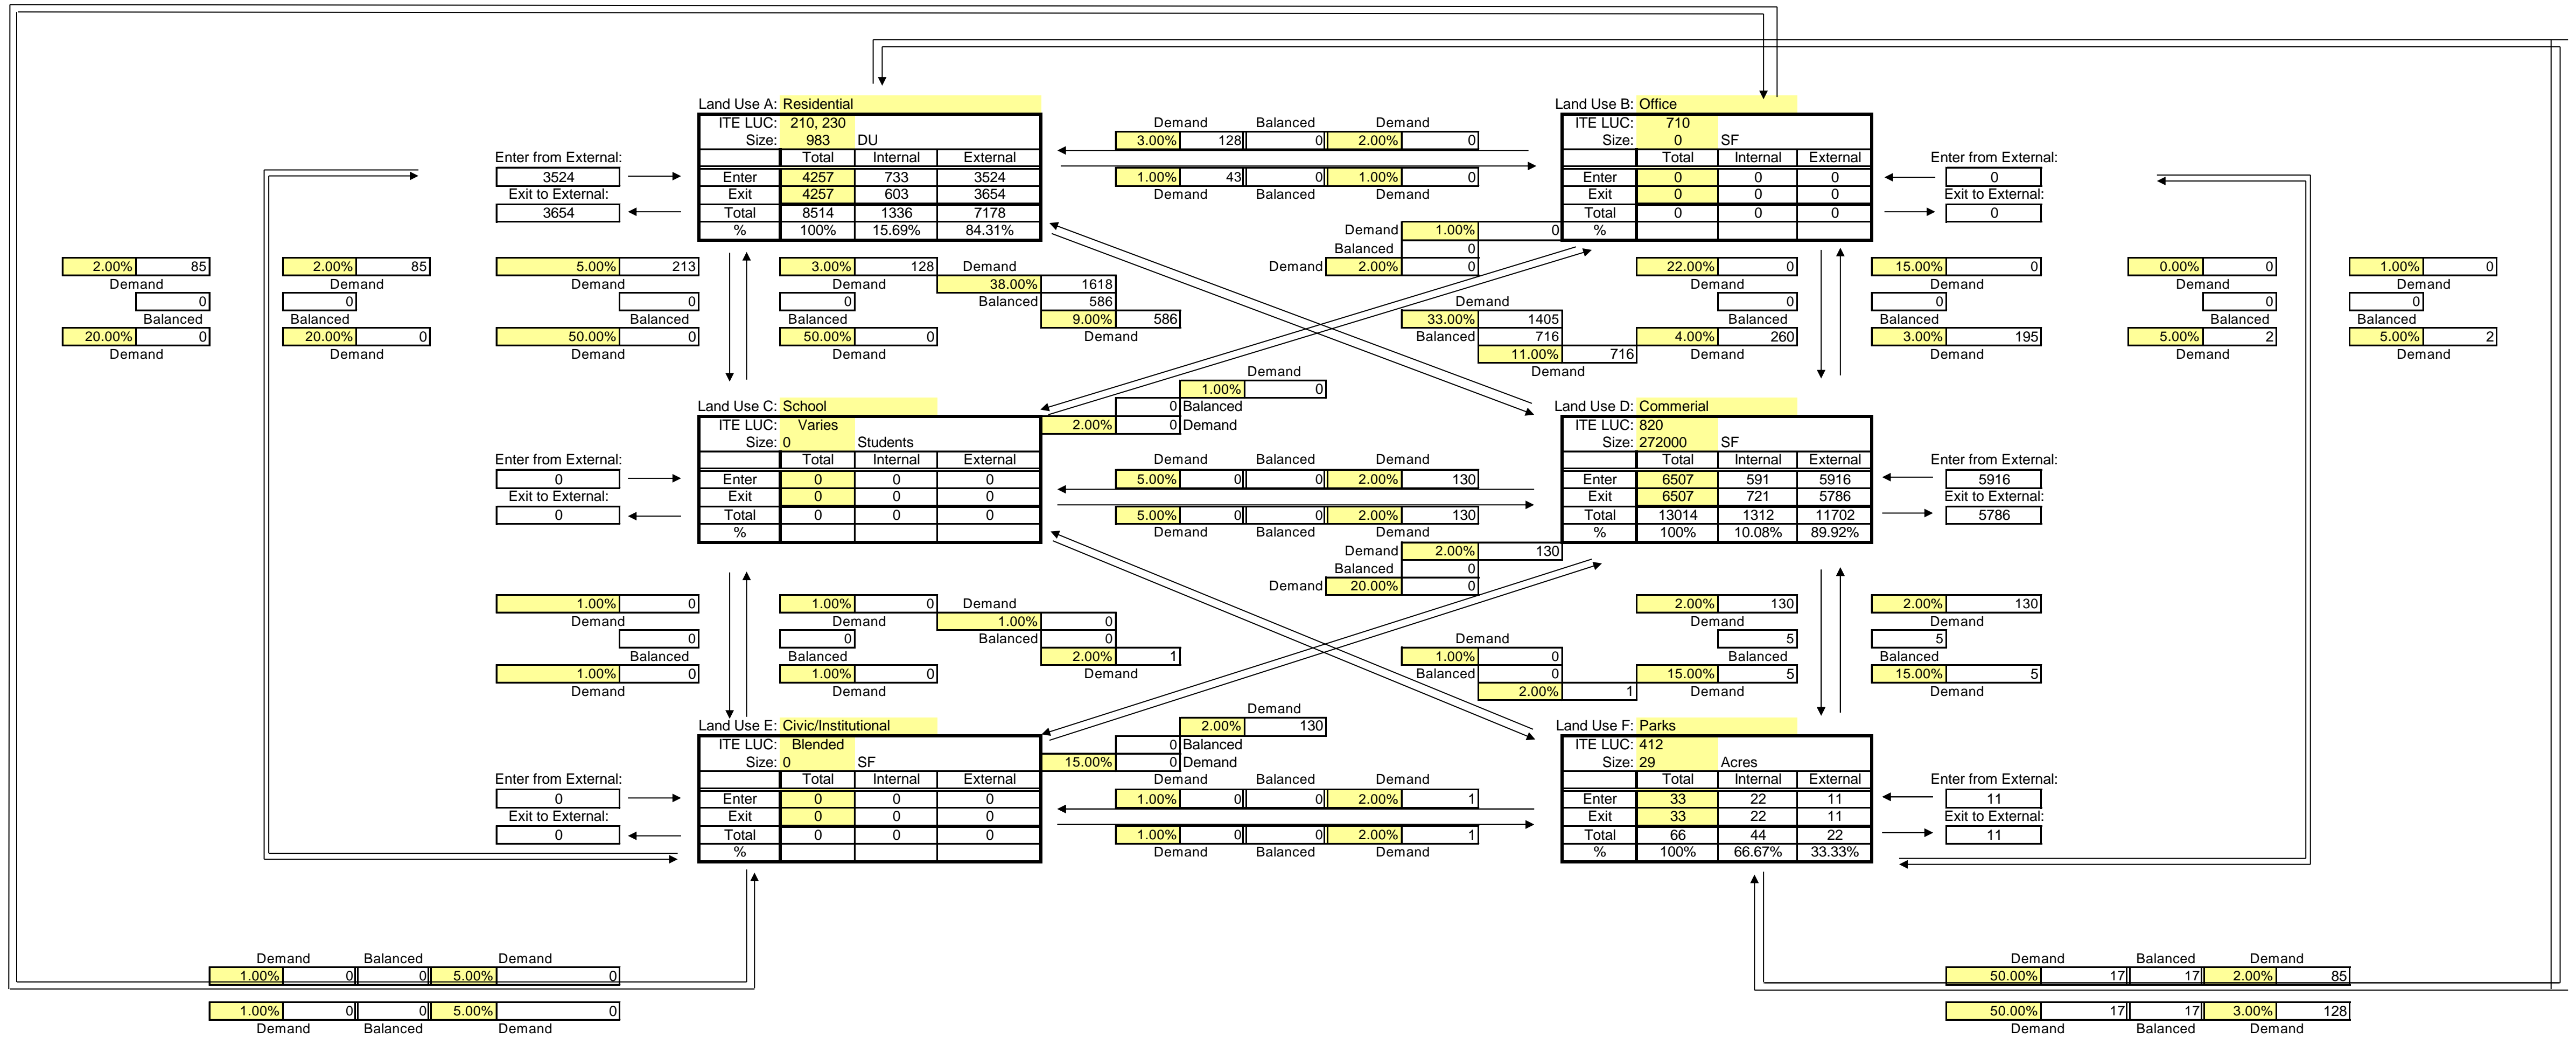 Land Use A: Residential
ITE LUC: 210, 230
Size: 983 DU
Total Internal External
Enter 4257 733 3524
Exit 4257 603 3654
Total 8514 1336 7178
% 100% 15.69% 84.31%
Enter from External:
3524
Exit to External:
3654
Demand Balanced Demand
3.00% 128 0 2.00% 0
1.00% 43 0 1.00% 0
Demand Balanced Demand
Land Use B: Office
ITE LUC: 710
Size: 0 SF
Total Internal External
Enter 0 0 0
Exit 0 0 0
Total 0 0 0
%
Enter from External:
0
Exit to External:
0
Demand 1.00% 0
Balanced 0
Demand 2.00% 0
2.00% 85
Demand
0
Balanced
20.00% 0
Demand
2.00% 85
Demand
0
Balanced
20.00% 0
Demand
5.00% 213
Demand
0
Balanced
50.00% 0
Demand
3.00% 128
Demand
0
Balanced
50.00% 0
Demand
Demand
38.00% 1618
Balanced 586
9.00% 586
Demand
Demand
33.00% 1405
Balanced 716
11.00% 716
Demand
22.00% 0
Demand
0
Balanced
4.00% 260
Demand
15.00% 0
Demand
0
Balanced
3.00% 195
Demand
0.00% 0
Demand
0
Balanced
5.00% 2
Demand
1.00% 0
Demand
0
Balanced
5.00% 2
Demand
Demand
1.00% 0
0 Balanced
2.00% 0 Demand
Land Use C: School
ITE LUC: Varies
Size: 0 Students
Total Internal External
Enter 0 0 0
Exit 0 0 0
Total 0 0 0
%
Enter from External:
0
Exit to External:
0
Demand Balanced Demand
5.00% 0 0 2.00% 130
5.00% 0 0 2.00% 130
Demand Balanced Demand
Land Use D: Commerial
ITE LUC: 820
Size: 272000 SF
Total Internal External
Enter 6507 591 5916
Exit 6507 721 5786
Total 13014 1312 11702
% 100% 10.08% 89.92%
Enter from External:
5916
Exit to External:
5786
Demand 2.00% 130
Balanced 0
Demand 20.00% 0
1.00% 0
Demand
0
Balanced
1.00% 0
Demand
1.00% 0
Demand
0
Balanced
1.00% 0
Demand
Demand
1.00% 0
Balanced 0
2.00% 1
Demand
Demand
1.00% 0
Balanced 0
2.00% 1
2.00% 130
Demand
5
Balanced
15.00% 5
Demand
2.00% 130
Demand
5
Balanced
15.00% 5
Demand
Demand
2.00% 130
0 Balanced
15.00% 0 Demand
Land Use E: Civic/Institutional
ITE LUC: Blended
Size: 0 SF
Total Internal External
Enter 0 0 0
Exit 0 0 0
Total 0 0 0
%
Enter from External:
0
Exit to External:
0
Demand Balanced Demand
1.00% 0 0 2.00% 1
1.00% 0 0 2.00% 1
Demand Balanced Demand
Land Use F: Parks
ITE LUC: 412
Size: 29 Acres
Total Internal External
Enter 33 22 11
Exit 33 22 11
Total 66 44 22
% 100% 66.67% 33.33%
Enter from External:
11
Exit to External:
11
Demand Balanced Demand
1.00% 0 0 5.00% 0
1.00% 0 0 5.00% 0
Demand Balanced Demand
Demand Balanced Demand
50.00% 17 17 2.00% 85
50.00% 17 17 3.00% 128
Demand Balanced Demand